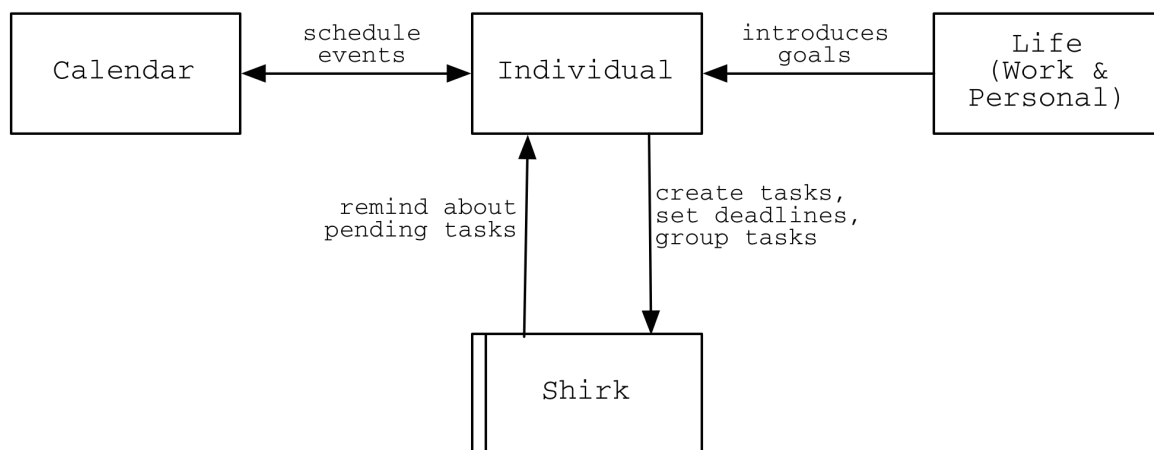 schedule
events
introduces
goals
Calendar
Individual
Life
(Work &
Personal)
remind about
pending tasks
create tasks,
set deadlines,
group tasks
Shirk